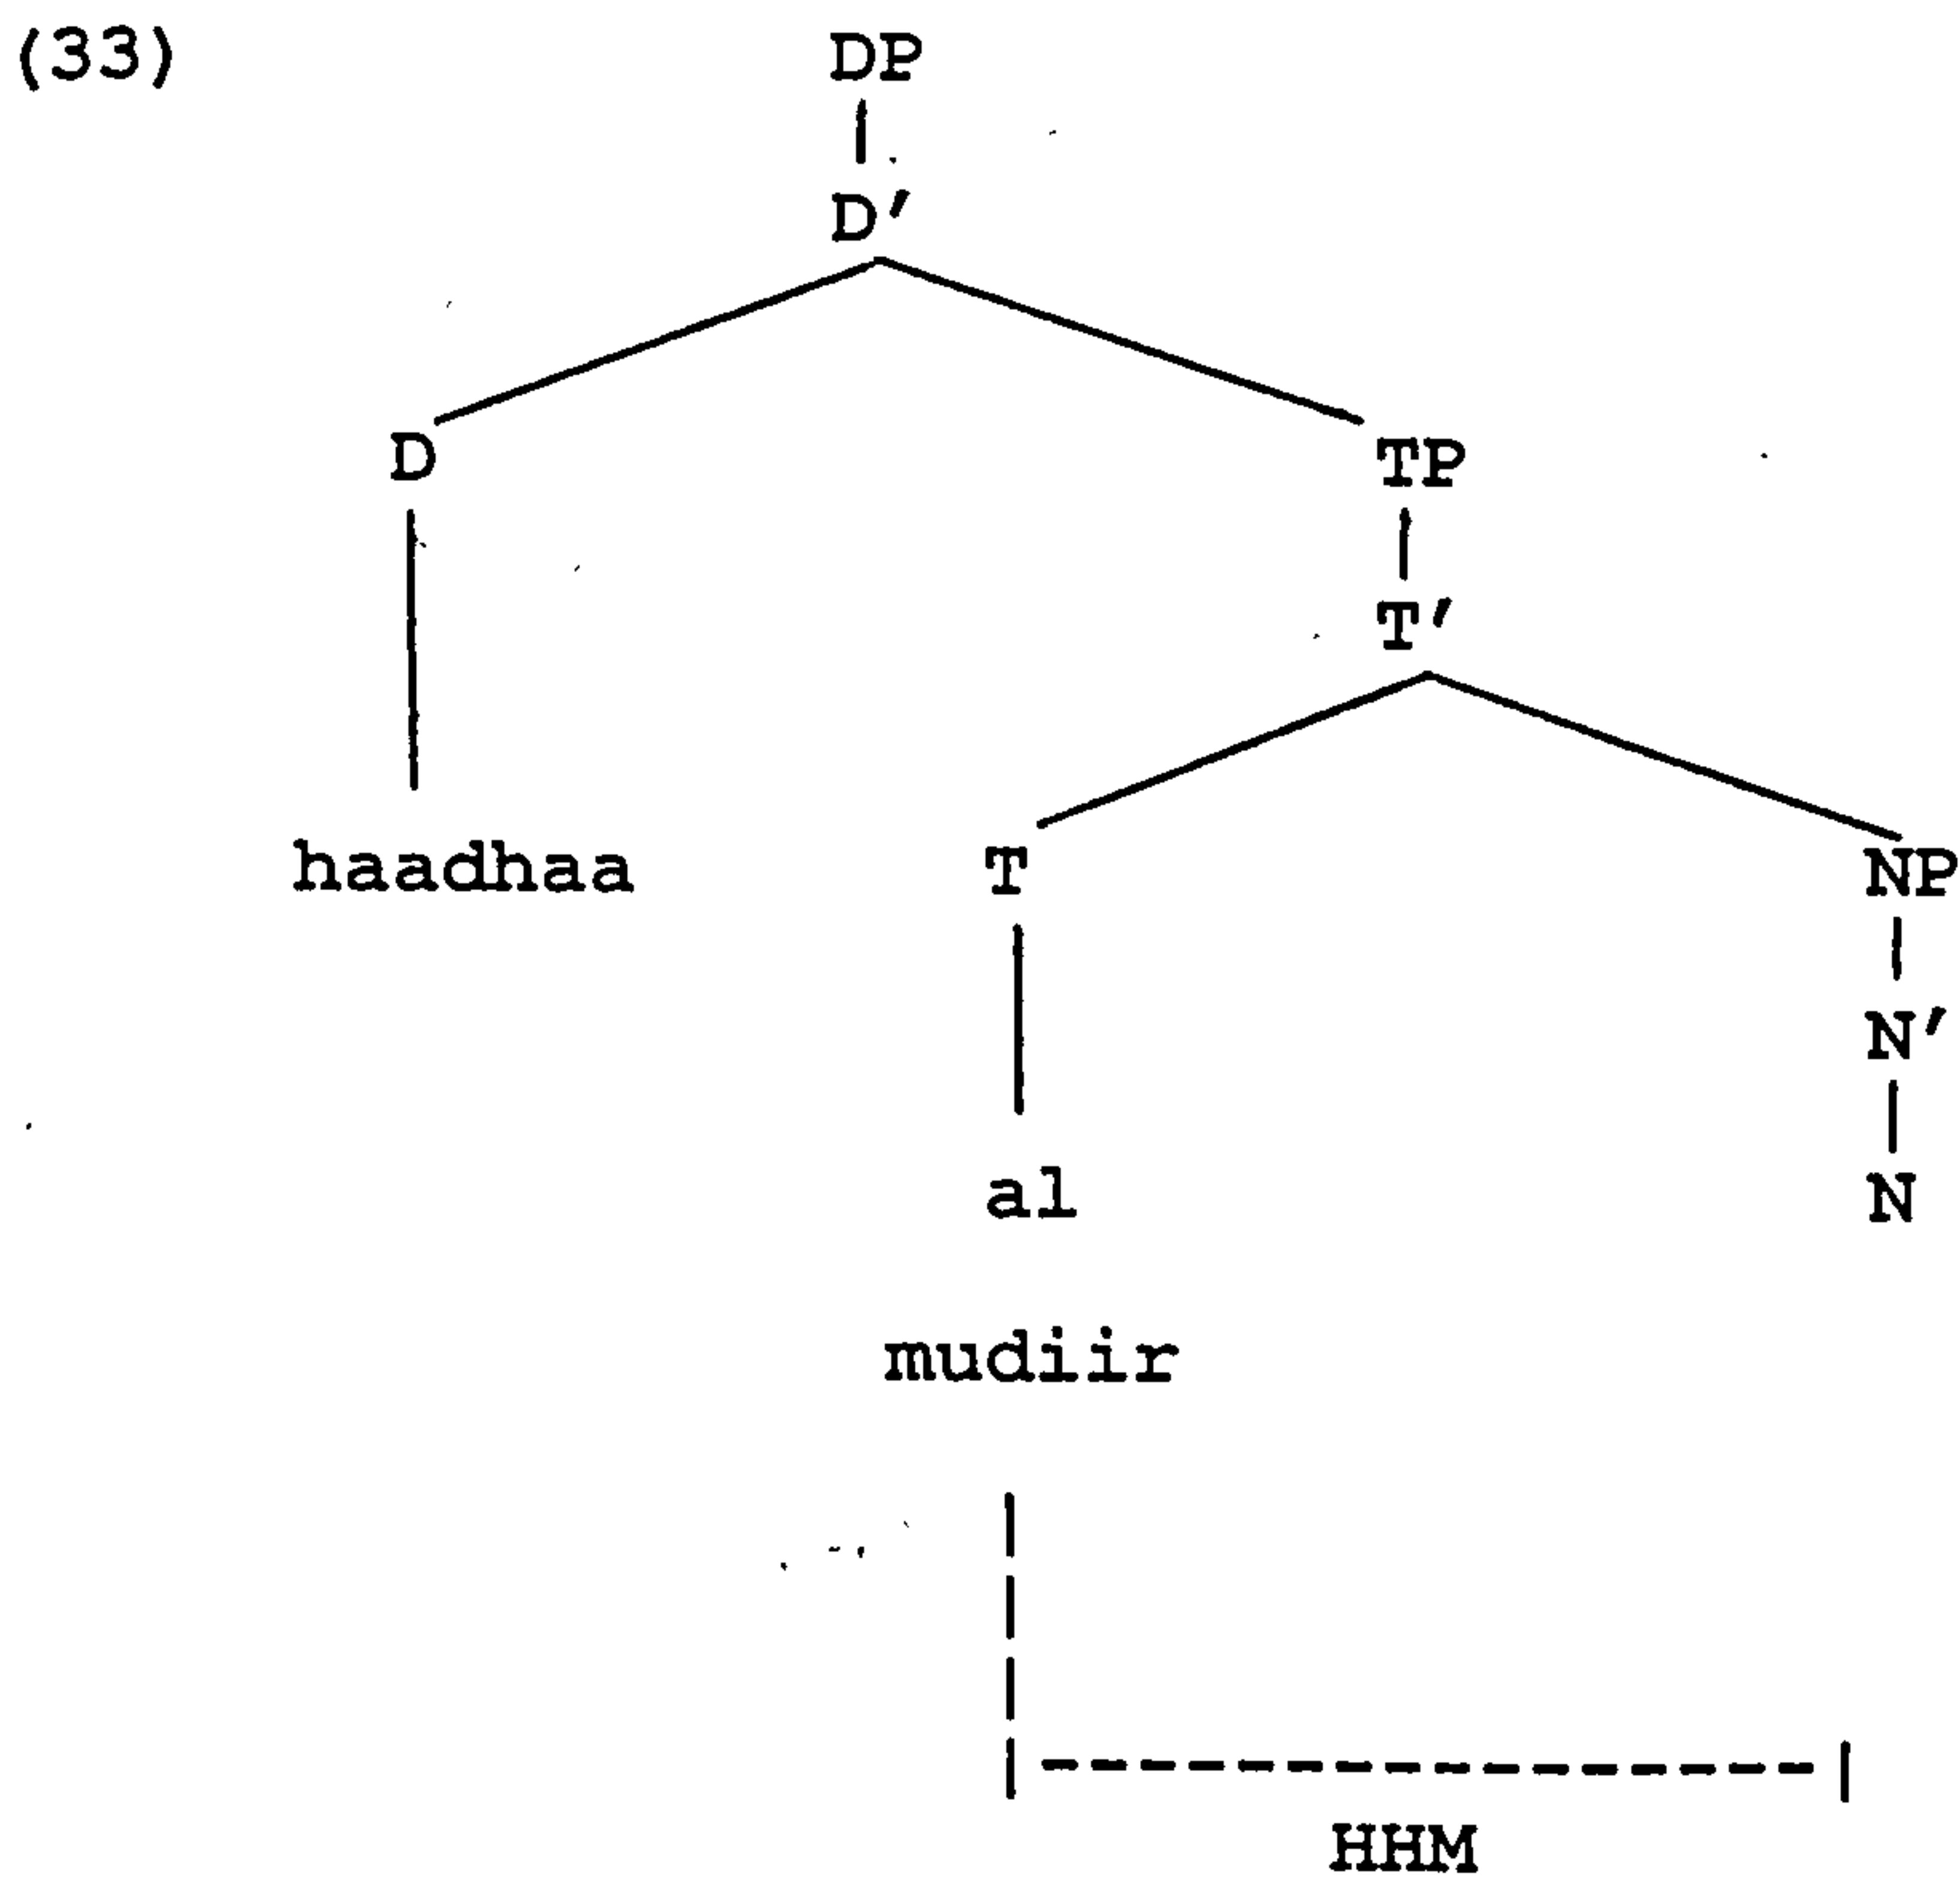 (33) DP
D′
D TP
T′
haadhaa T NP
N′
al N
mudiir
HHM